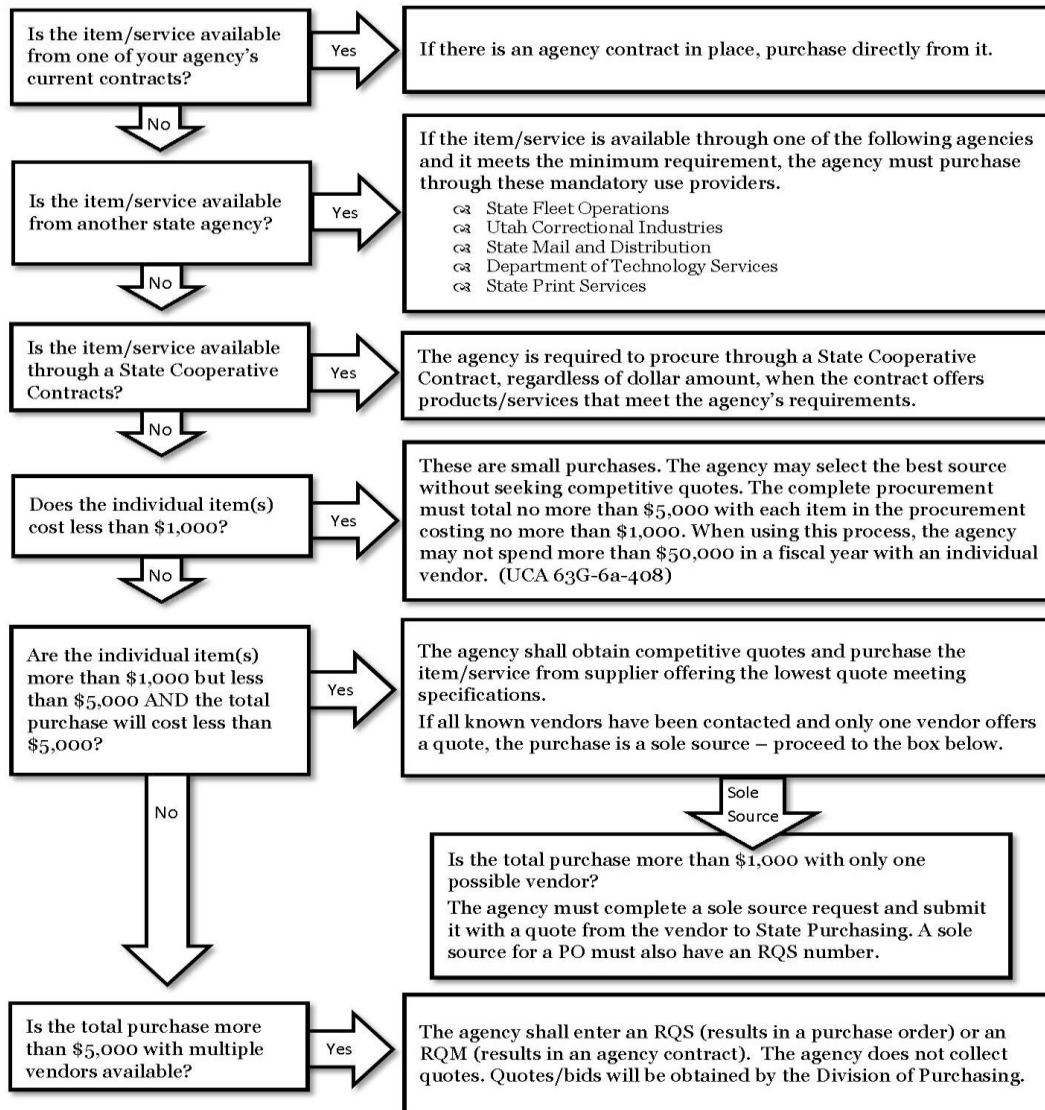 Is the item/service available
from one of your agency's
current contracts?
Yes
If there is an agency contract in place, purchase directly from it.
No
Is the item/service available
from another state agency?
Yes
If the item/service is available through one of the following agencies
and it meets the minimum requirement, the agency must purchase
through these mandatory use providers.
State Fleet Operations
Utah Correctional Industries
State Mail and Distribution
Department of Technology Services
State Print Services
No
Is the item/service available
through a State Cooperative
Contracts?
Yes
The agency is required to procure through a State Cooperative
Contract, regardless of dollar amount, when the contract offers
products/services that meet the agency's requirements.
No
Does the individual item(s)
cost less than $1,000?
Yes
These are small purchases. The agency may select the best source
without seeking competitive quotes. The complete procurement
must total no more than $5,000 with each item in the procurement
costing no more than $1,000. When using this process, the agency
may not spend more than $50,000 in a fiscal year with an individual
vendor. (UCA 63G-6a-408)
No
Are the individual item(s)
more than $1,000 but less
than $5,000 AND the total
purchase will cost less than
$5,000?
Yes
The agency shall obtain competitive quotes and purchase the
item/service from supplier offering the lowest quote meeting
specifications.
If all known vendors have been contacted and only one vendor offers
a quote, the purchase is a sole source – proceed to the box below.
No
Sole
Source
Is the total purchase more than $1,000 with only one
possible vendor?
The agency must complete a sole source request and submit
it with a quote from the vendor to State Purchasing. A sole
source for a PO must also have an RQS number.
Is the total purchase more
than $5,000 with multiple
vendors available?
Yes
The agency shall enter an RQS (results in a purchase order) or an
RQM (results in an agency contract). The agency does not collect
quotes. Quotes/bids will be obtained by the Division of Purchasing.